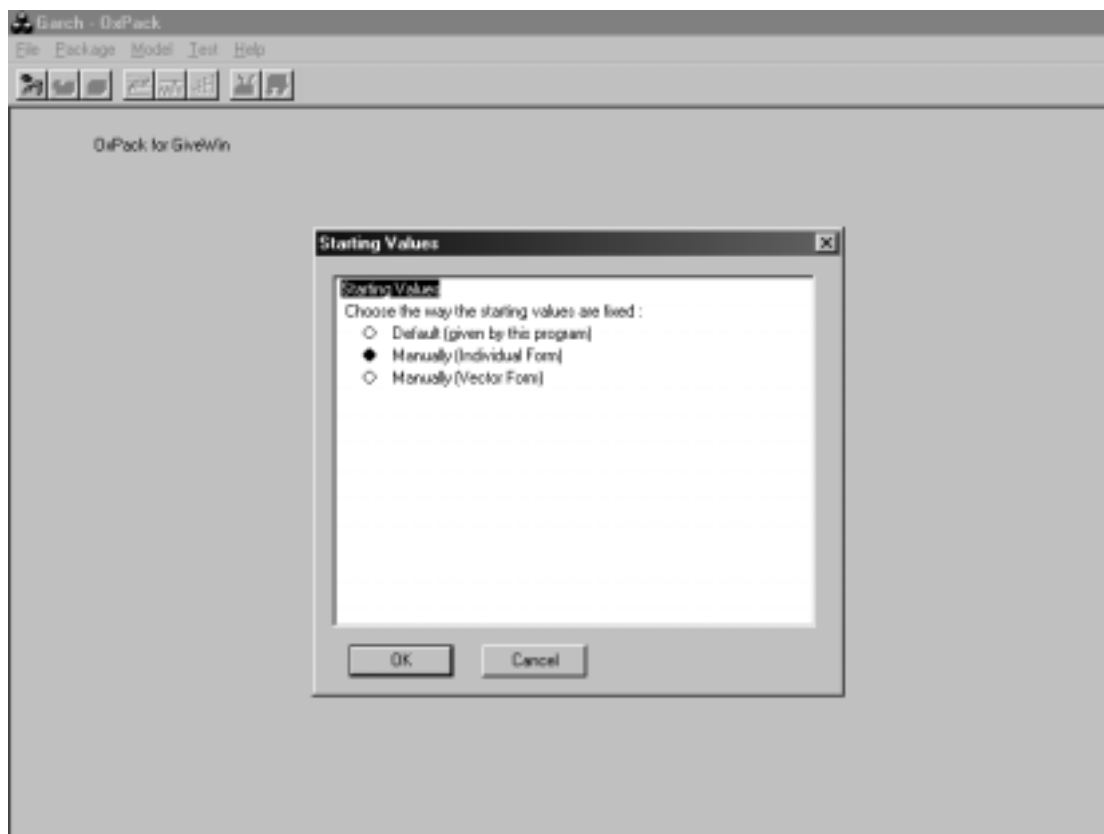 Garch - OxPack
File Package Model Test Help
OxPack for GiveWin
Starting Values
Starting Values
Choose the way the starting values are fixed :
Default (given by this program)
Manually (Individual Form)
Manually (Vector Form)
OK
Cancel